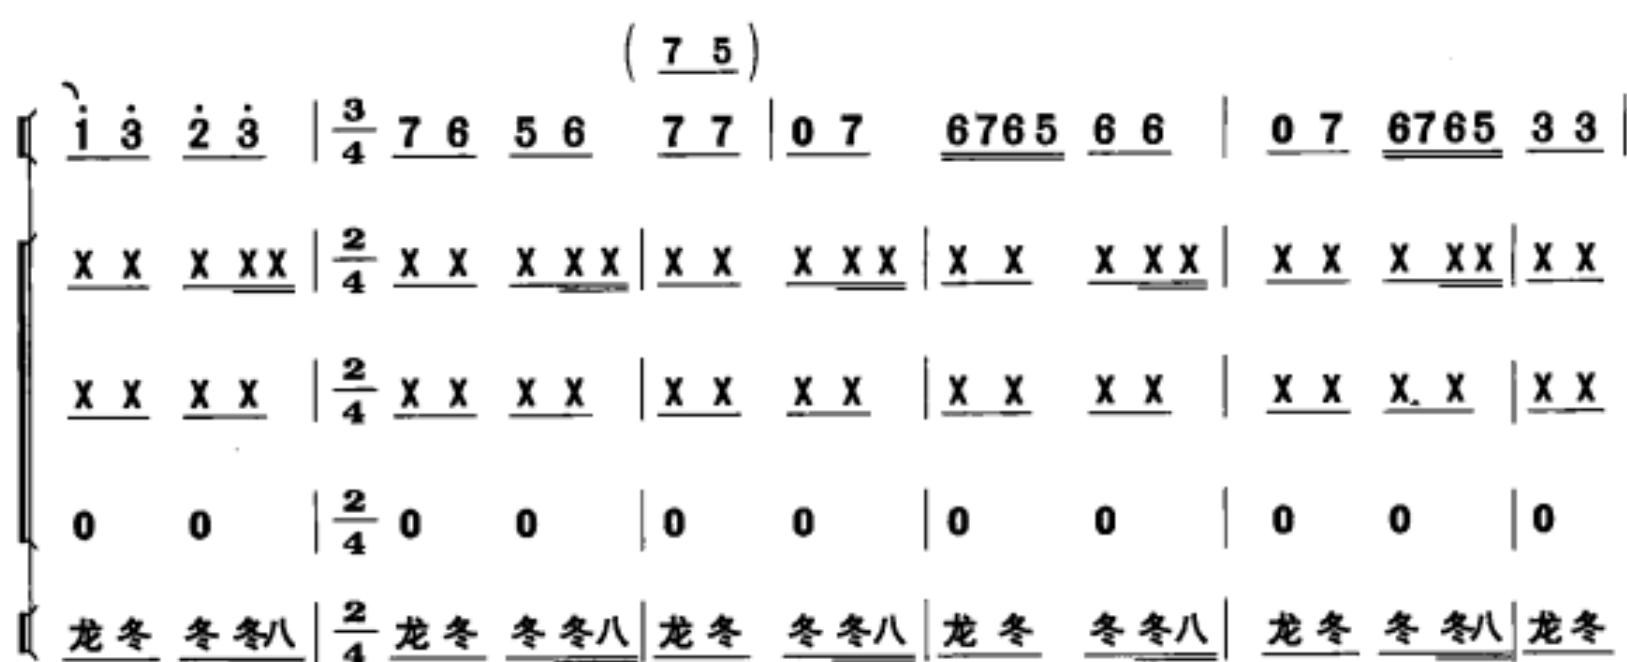 ( 7 5 )
1̇ 3̇ 2̇ 3̇ | 3/4 7 6 5 6 7 7 | 0 7 6765 6 6 | 0 7 6765 3 3 |
X X X XX | 2/4 X X X X X | X X X X X | X X X X X | X X X XX | X X
X X X X | 2/4 X X X X | X X X X | X X X X | X X X. X | X X
0 0 | 2/4 0 0 | 0 0 | 0 0 | 0 0 | 0
龙 冬 冬 冬八 | 2/4 龙 冬 冬 冬八 | 龙 冬 冬 冬八 | 龙 冬 冬 冬八 | 龙 冬 冬 冬八 | 龙 冬